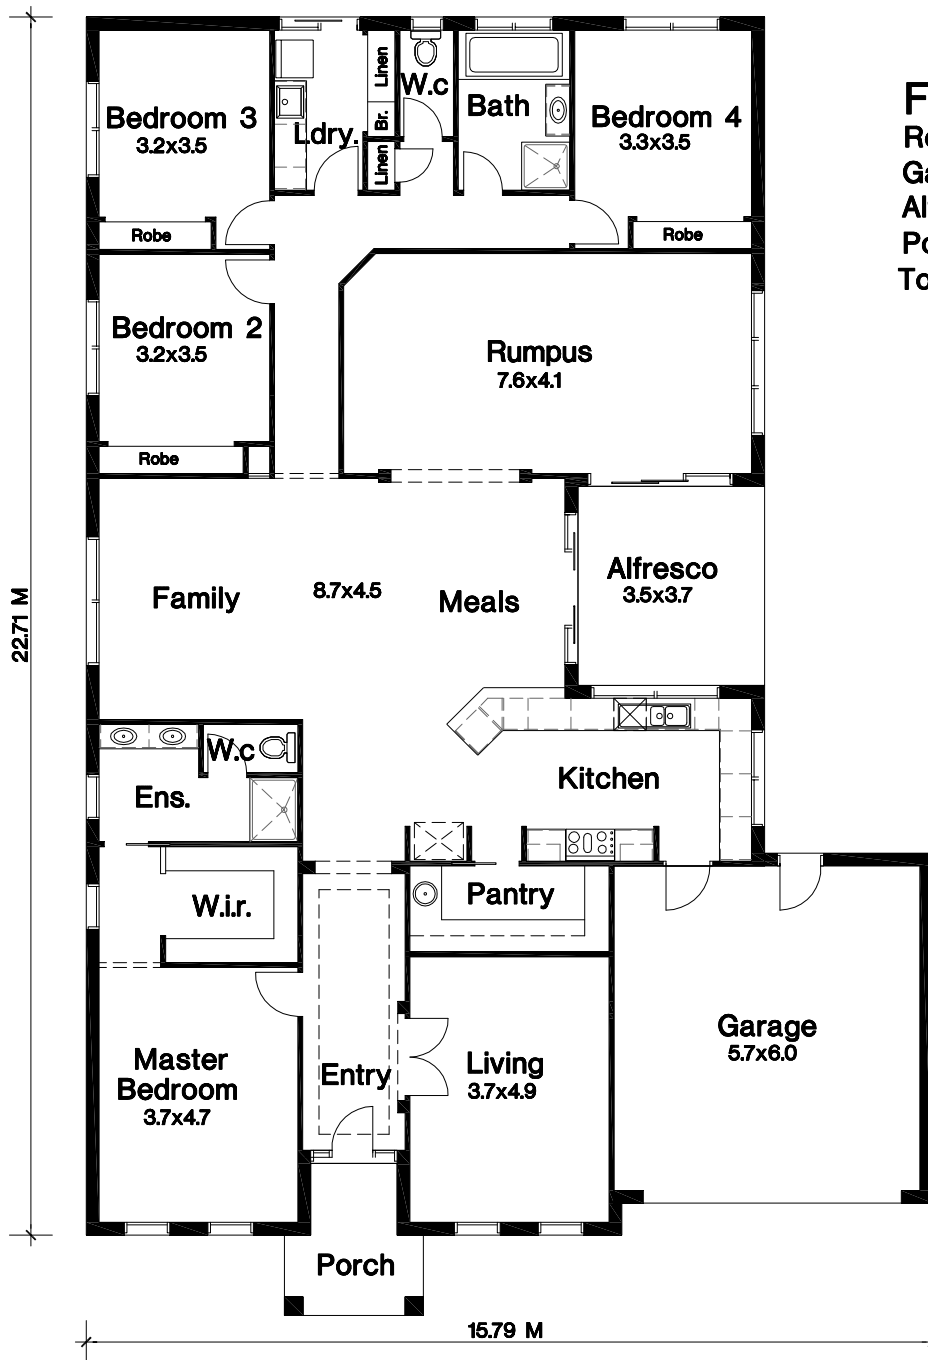 Bedroom 3
3.2x3.5
Ldry.
Linen
Br.
Linen
W.c
Bath
Bedroom 4
3.3x3.5
Robe
Robe
Bedroom 2
3.2x3.5
Robe
Rumpus
7.6x4.1
Family
8.7x4.5
Meals
Alfresco
3.5x3.7
22.71 M
W.c
Ens.
Kitchen
W.i.r.
Pantry
Master
Bedroom
3.7x4.7
Entry
Living
3.7x4.9
Garage
5.7x6.0
Porch
15.79 M